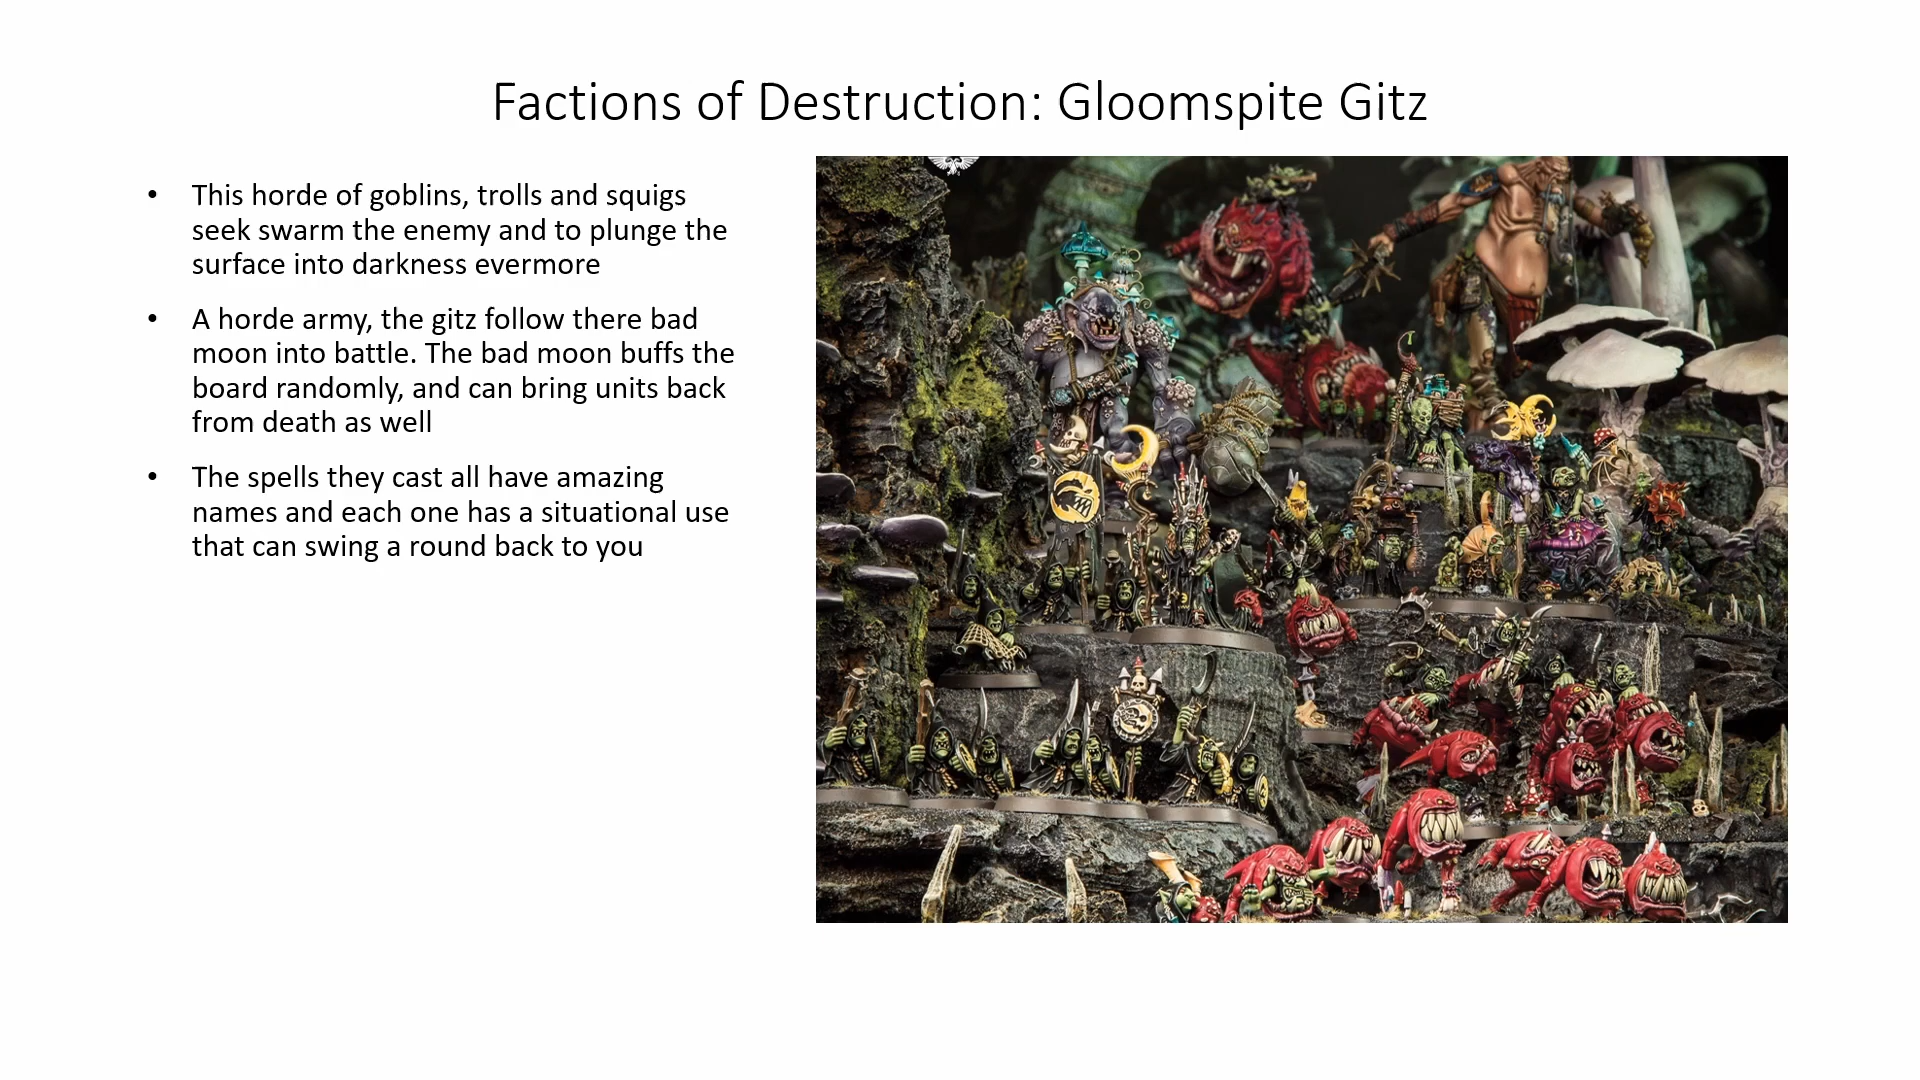 Factions of Destruction: Gloomspite Gitz
• This horde of goblins, trolls and squigs
seek swarm the enemy and to plunge the
surface into darkness evermore
• A horde army, the gitz follow there bad
moon into battle. The bad moon buffs the
board randomly, and can bring units back
from death as well
• The spells they cast all have amazing
names and each one has a situational use
that can swing a round back to you